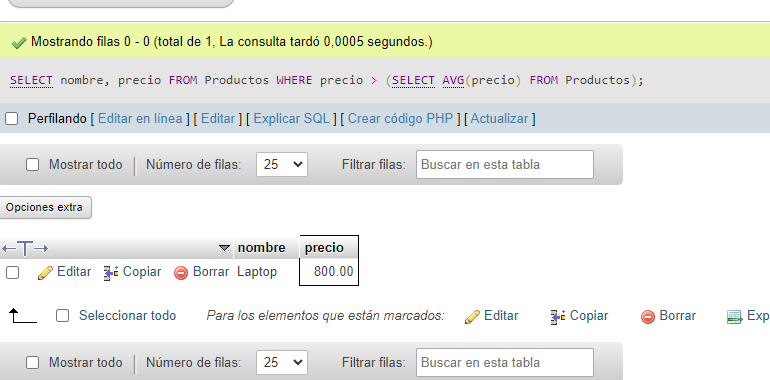 Mostrando filas 0 - 0 (total de 1, La consulta tardó 0,0005 segundos.)
SELECT nombre, precio FROM Productos WHERE precio > (SELECT AVG(precio) FROM Productos);
Perfilando [ Editar en línea ] [ Editar ] [ Explicar SQL ] [ Crear código PHP ] [ Actualizar ]
Mostrar todo | Número de filas: 25 Filtrar filas: Buscar en esta tabla
Opciones extra
←T→ nombre precio
Editar Copiar Borrar Laptop 800.00
Seleccionar todo Para los elementos que están marcados: Editar Copiar Borrar Exp
Mostrar todo | Número de filas: 25 Filtrar filas: Buscar en esta tabla